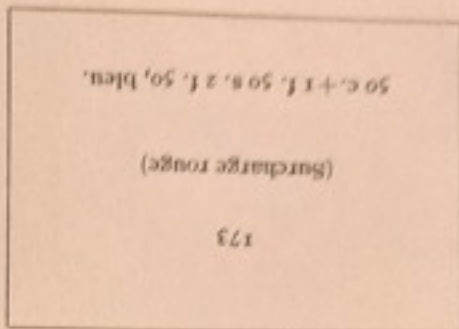 173
(Surcharge rouge)
50 c. + 1 f. 50 s. 2 f. 50, bleu.